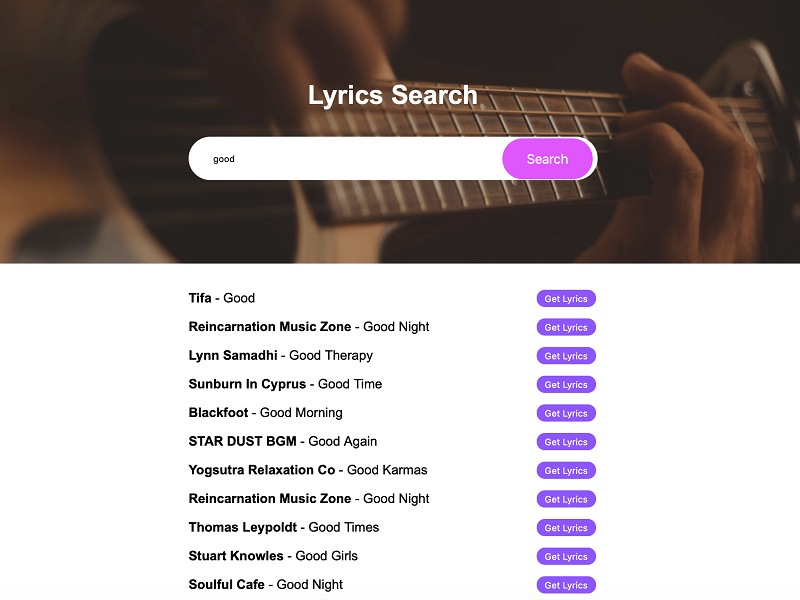 Lyrics Search
good
Search
Tifa - Good
Get Lyrics
Reincarnation Music Zone - Good Night
Get Lyrics
Lynn Samadhi - Good Therapy
Get Lyrics
Sunburn In Cyprus - Good Time
Get Lyrics
Blackfoot - Good Morning
Get Lyrics
STAR DUST BGM - Good Again
Get Lyrics
Yogsutra Relaxation Co - Good Karmas
Get Lyrics
Reincarnation Music Zone - Good Night
Get Lyrics
Thomas Leypoldt - Good Times
Get Lyrics
Stuart Knowles - Good Girls
Get Lyrics
Soulful Cafe - Good Night
Get Lyrics